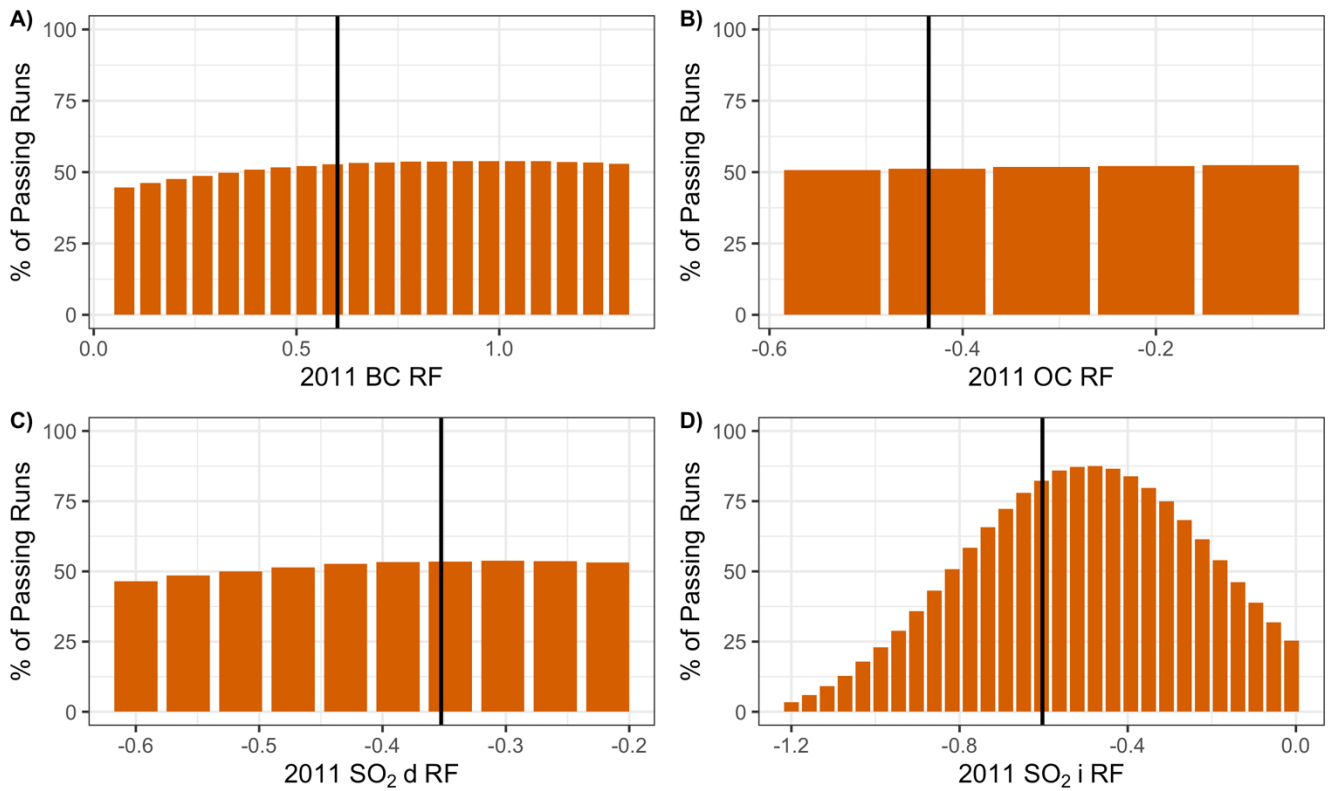 A)
% of Passing Runs
100
75
50
25
0
0.0 0.5 1.0
2011 BC RF
B)
% of Passing Runs
100
75
50
25
0
-0.6 -0.4 -0.2
2011 OC RF
C)
% of Passing Runs
100
75
50
25
0
-0.6 -0.5 -0.4 -0.3 -0.2
2011 SO₂ d RF
D)
% of Passing Runs
100
75
50
25
0
-1.2 -0.8 -0.4 0.0
2011 SO₂ i RF